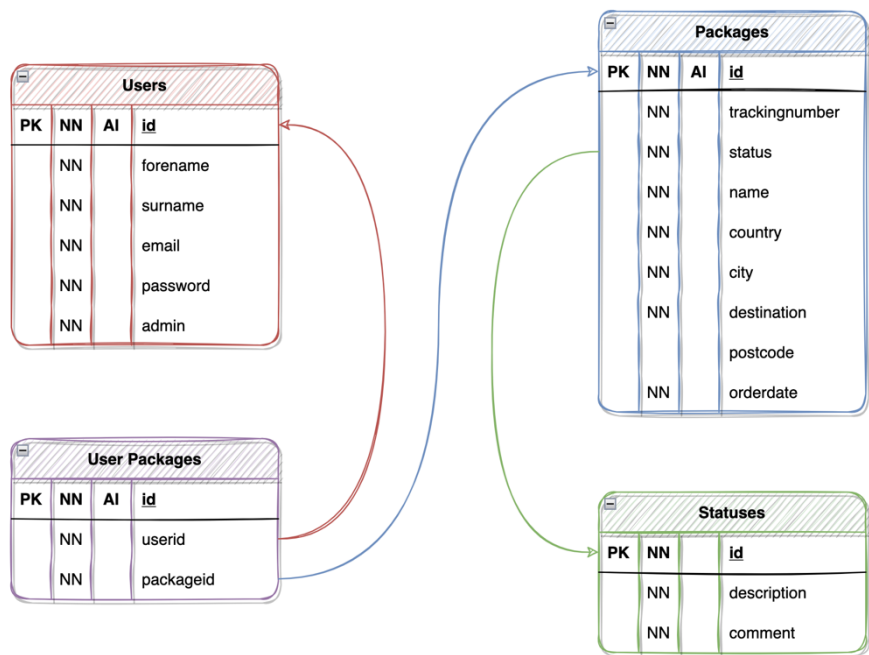 Users
PK NN AI id
NN forename
NN surname
NN email
NN password
NN admin
User Packages
PK NN AI id
NN userid
NN packageid
Packages
PK NN AI id
NN trackingnumber
NN status
NN name
NN country
NN city
NN destination
postcode
NN orderdate
Statuses
PK NN id
NN description
NN comment